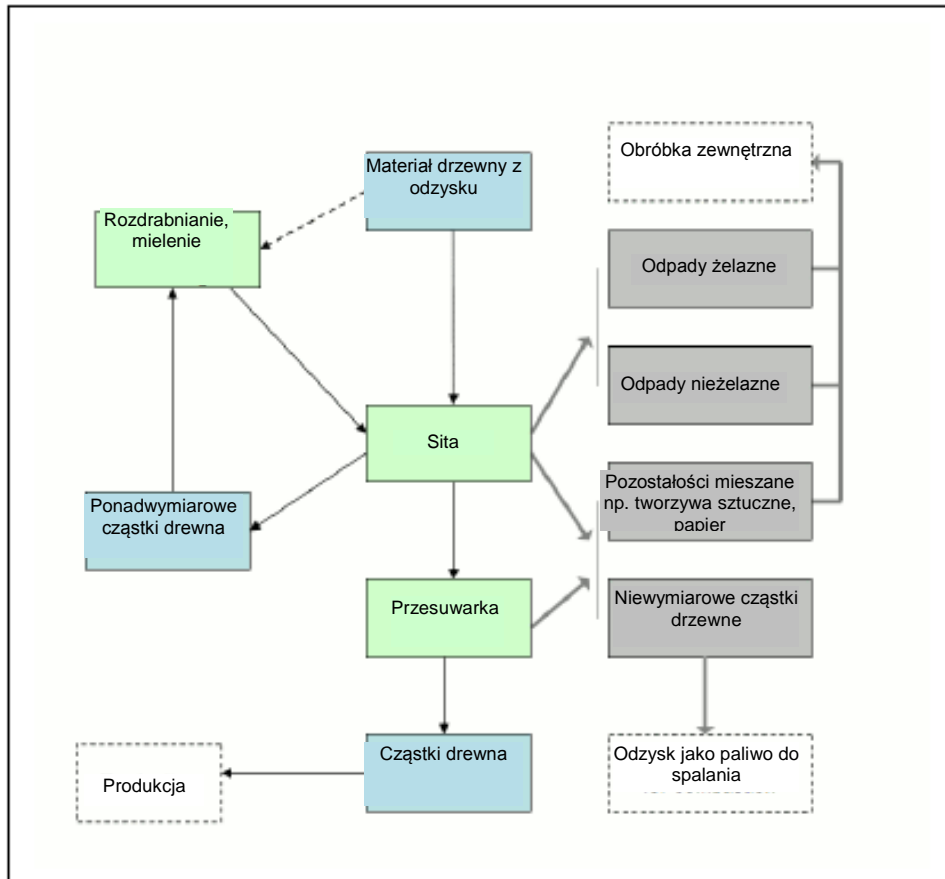 Obróbka zewnętrzna
Materiał drzewny z
odzysku
Rozdrabnianie,
mielenie
Odpady żelazne
Odpady nieżelazne
Sita
Pozostałości mieszane
np. tworzywa sztuczne,
papier
Ponadwymiarowe
cząstki drewna
Przesuwarka
Niewymiarowe cząstki
drzewne
Cząstki drewna
Odzysk jako paliwo do
spalania
Produkcja